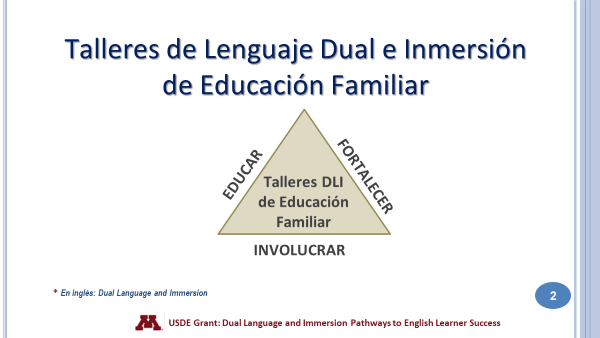 Talleres de Lenguaje Dual e Inmersión
de Educación Familiar
EDUCAR
FORTALECER
Talleres DLI
de Educación
Familiar
INVOLUCRAR
* En inglés: Dual Language and Immersion
2
M
USDE Grant: Dual Language and Immersion Pathways to English Learner Success